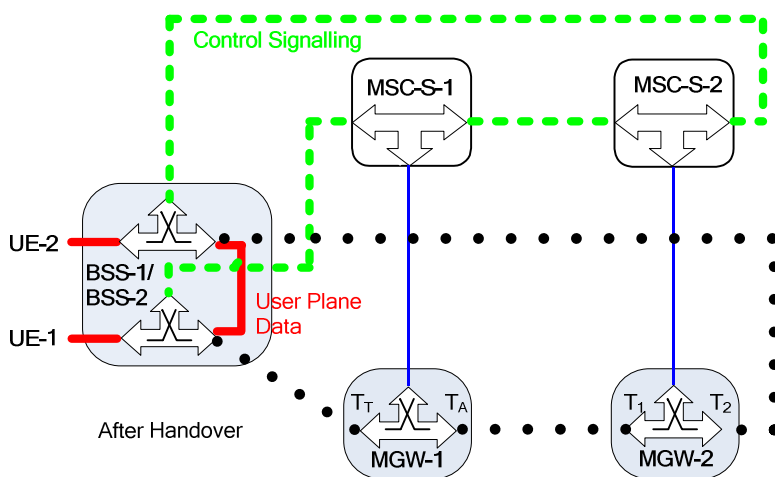 Control Signalling
MSC-S-1
MSC-S-2
UE-2
BSS-1/
BSS-2
User Plane
Data
UE-1
After Handover
TT
TA
MGW-1
T1
T2
MGW-2